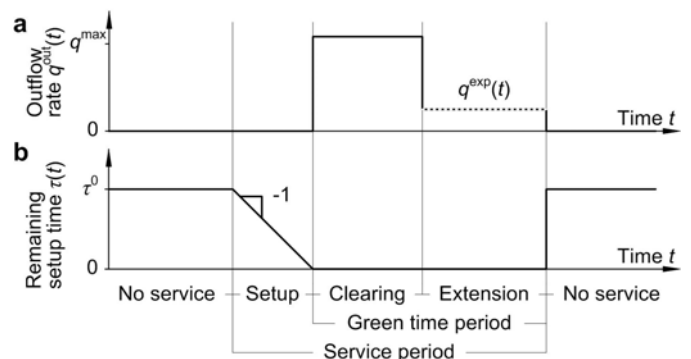 a
Outflow
rate q^out(t)
q^max
0
q^exp(t)
Time t
b
Remaining
setup time τ(t)
τ^0
-1
0
Time t
No service
Setup
Clearing
Extension
No service
Green time period
Service period